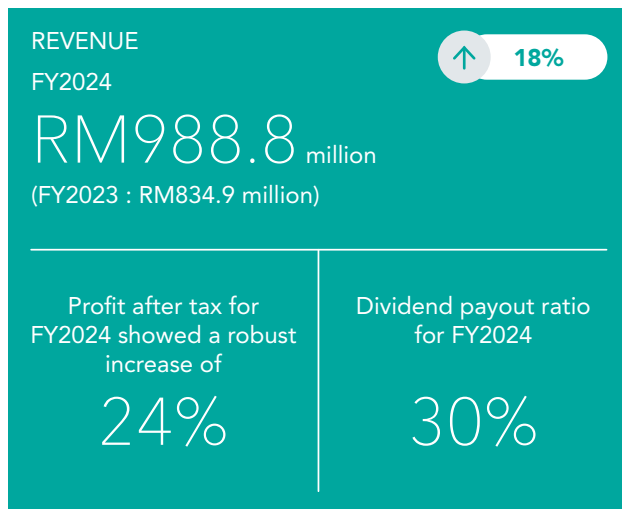 REVENUE
18%
FY2024
RM988.8 million
(FY2023 : RM834.9 million)
Profit after tax for
FY2024 showed a robust
increase of
24%
Dividend payout ratio
for FY2024
30%